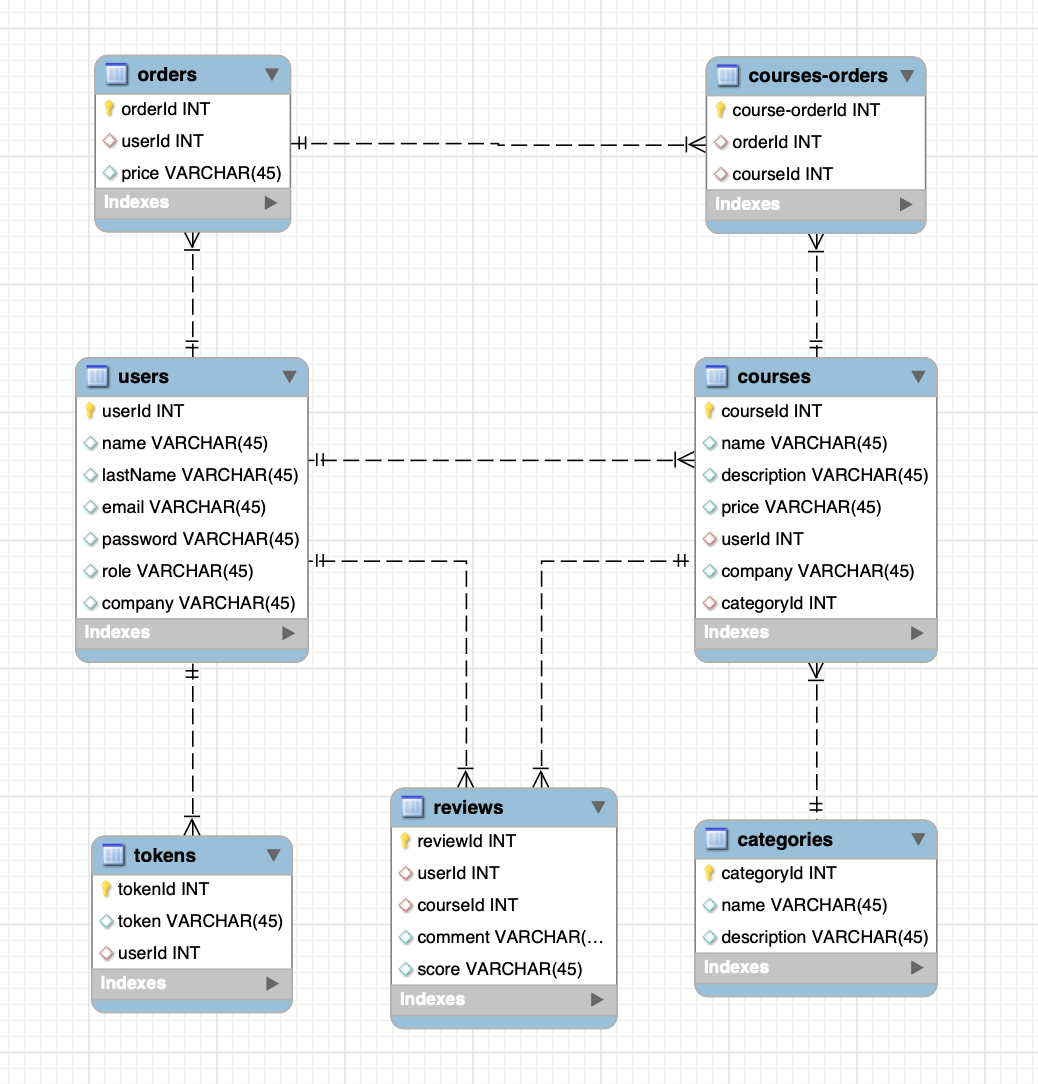 orders
orderId INT
userId INT
price VARCHAR(45)
Indexes
courses-orders
course-orderId INT
orderId INT
courseId INT
Indexes
users
userId INT
name VARCHAR(45)
lastName VARCHAR(45)
email VARCHAR(45)
password VARCHAR(45)
role VARCHAR(45)
company VARCHAR(45)
Indexes
courses
courseId INT
name VARCHAR(45)
description VARCHAR(45)
price VARCHAR(45)
userId INT
company VARCHAR(45)
categoryId INT
Indexes
tokens
tokenId INT
token VARCHAR(45)
userId INT
Indexes
reviews
reviewId INT
userId INT
courseId INT
comment VARCHAR(...
score VARCHAR(45)
Indexes
categories
categoryId INT
name VARCHAR(45)
description VARCHAR(45)
Indexes